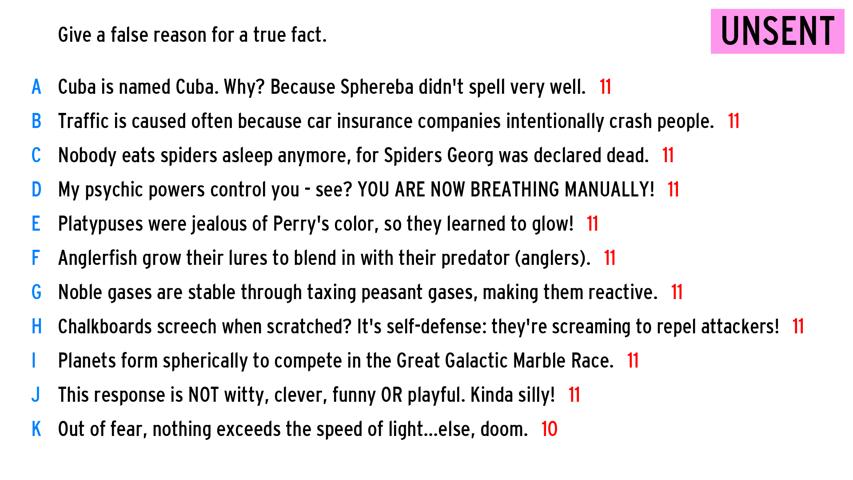 Give a false reason for a true fact.
UNSENT
A Cuba is named Cuba. Why? Because Sphereba didn't spell very well. 11
B Traffic is caused often because car insurance companies intentionally crash people. 11
C Nobody eats spiders asleep anymore, for Spiders Georg was declared dead. 11
D My psychic powers control you - see? YOU ARE NOW BREATHING MANUALLY! 11
E Platypuses were jealous of Perry's color, so they learned to glow! 11
F Anglerfish grow their lures to blend in with their predator (anglers). 11
G Noble gases are stable through taxing peasant gases, making them reactive. 11
H Chalkboards screech when scratched? It's self-defense: they're screaming to repel attackers! 11
I Planets form spherically to compete in the Great Galactic Marble Race. 11
J This response is NOT witty, clever, funny OR playful. Kinda silly! 11
K Out of fear, nothing exceeds the speed of light...else, doom. 10